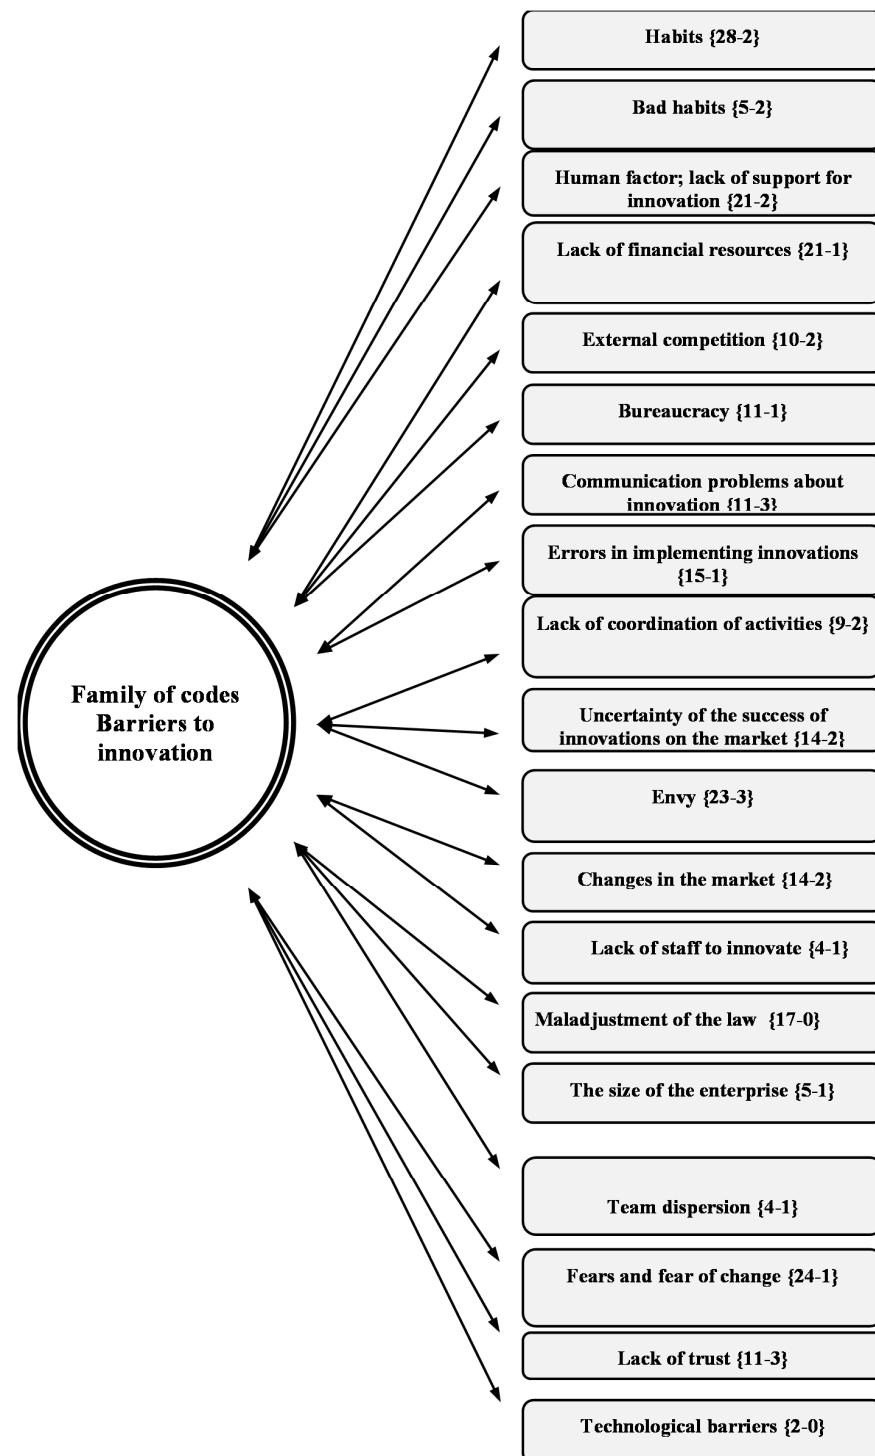 Habits {28-2}
Bad habits {5-2}
Human factor; lack of support for
innovation {21-2}
Lack of financial resources {21-1}
External competition {10-2}
Bureaucracy {11-1}
Communication problems about
innovation {11-3}
Errors in implementing innovations
{15-1}
Lack of coordination of activities {9-2}
Family of codes
Barriers to
innovation
Uncertainty of the success of
innovations on the market {14-2}
Envy {23-3}
Changes in the market {14-2}
Lack of staff to innovate {4-1}
Maladjustment of the law {17-0}
The size of the enterprise {5-1}
Team dispersion {4-1}
Fears and fear of change {24-1}
Lack of trust {11-3}
Technological barriers {2-0}